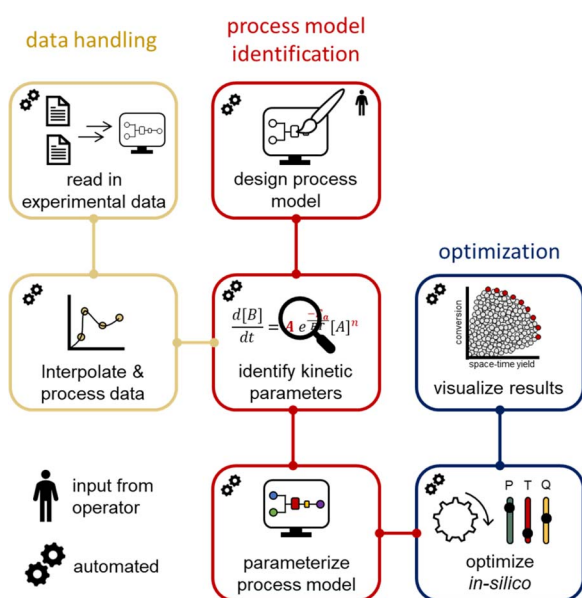 data handling
process model
identification
read in
experimental data
design process
model
optimization
Interpolate &
process data
d[B]
dt
= A e
[A]ⁿ
identify kinetic
parameters
conversion
space-time yield
visualize results
input from
operator
automated
parameterize
process model
P T Q
optimize
in-silico